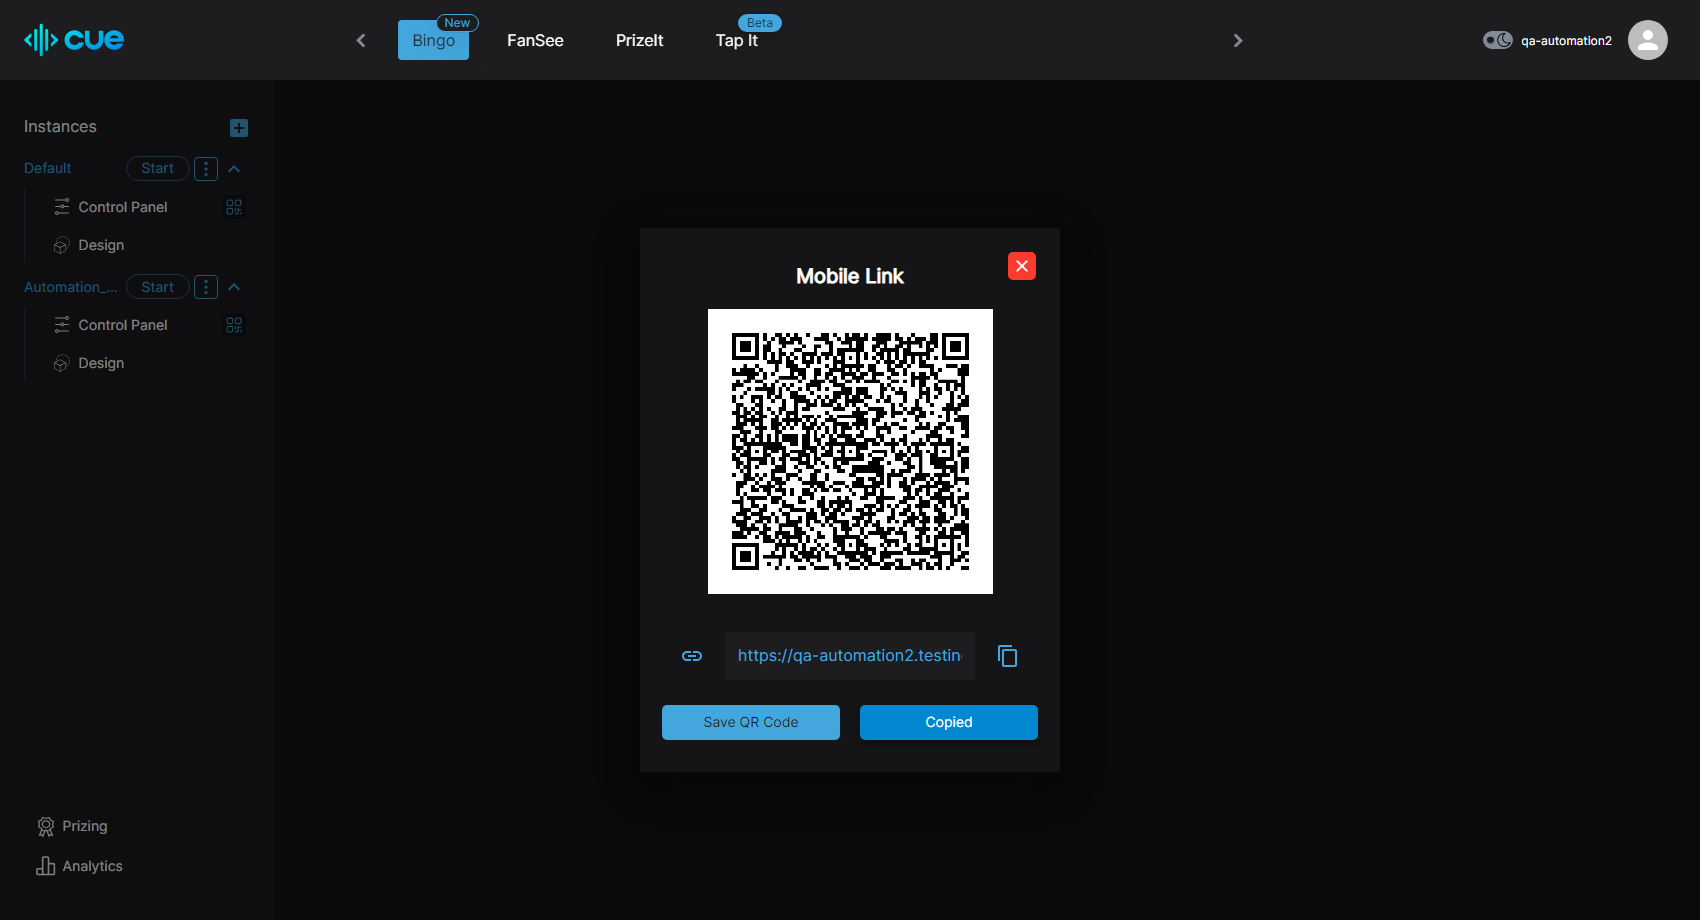 cue
Bingo
New
FanSee
PrizeIt
Tap It
Beta
qa-automation2
Instances
Default
Start
Control Panel
Design
Automation_...
Start
Control Panel
Design
Mobile Link
https://qa-automation2.testin
Save QR Code
Copied
Prizing
Analytics